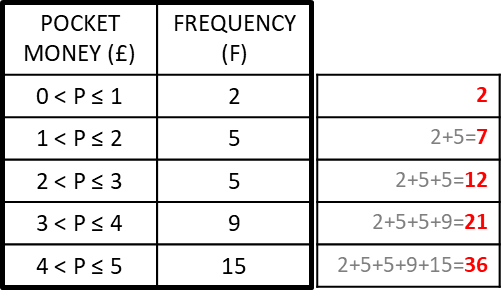 POCKET MONEY (£) FREQUENCY (F)
0 < P ≤ 1 2 2
1 < P ≤ 2 5 2+5=7
2 < P ≤ 3 5 2+5+5=12
3 < P ≤ 4 9 2+5+5+9=21
4 < P ≤ 5 15 2+5+5+9+15=36